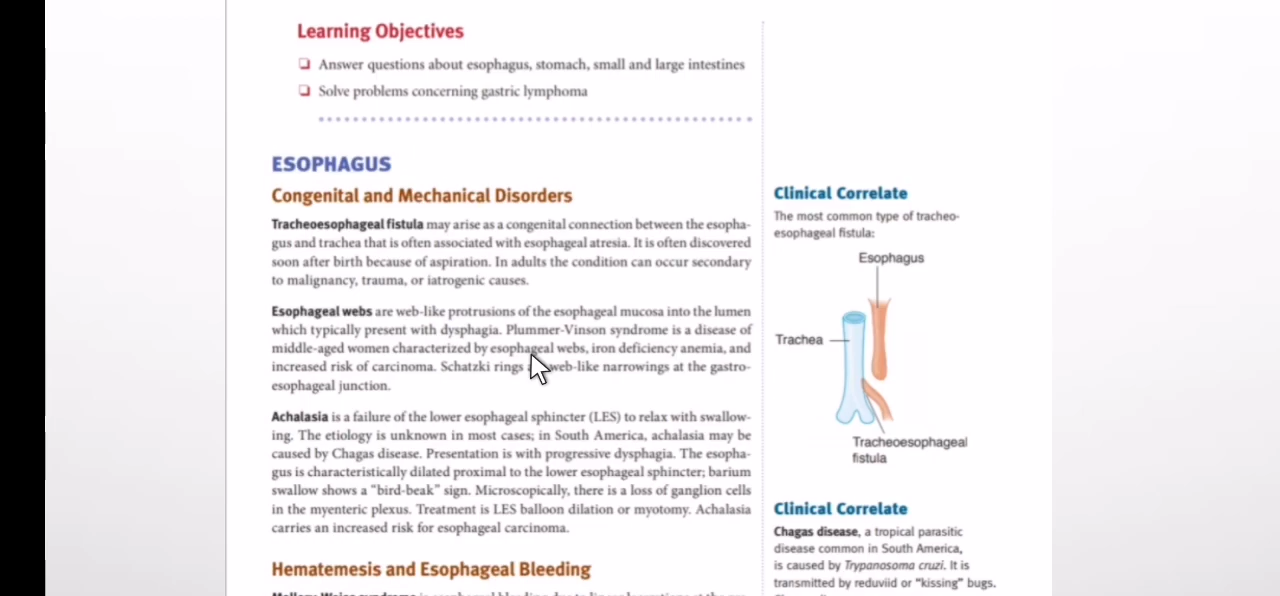 Learning Objectives
❏ Answer questions about esophagus, stomach, small and large intestines
❏ Solve problems concerning gastric lymphoma
ESOPHAGUS
Congenital and Mechanical Disorders
Tracheoesophageal fistula may arise as a congenital connection between the esopha-
gus and trachea that is often associated with esophageal atresia. It is often discovered
soon after birth because of aspiration. In adults the condition can occur secondary
to malignancy, trauma, or iatrogenic causes.
Esophageal webs are web-like protrusions of the esophageal mucosa into the lumen
which typically present with dysphagia. Plummer-Vinson syndrome is a disease of
middle-aged women characterized by esophageal webs, iron deficiency anemia, and
increased risk of carcinoma. Schatzki rings web-like narrowings at the gastro-
esophageal junction.
Achalasia is a failure of the lower esophageal sphincter (LES) to relax with swallow-
ing. The etiology is unknown in most cases; in South America, achalasia may be
caused by Chagas disease. Presentation is with progressive dysphagia. The esopha-
gus is characteristically dilated proximal to the lower esophageal sphincter; barium
swallow shows a "bird-beak" sign. Microscopically, there is a loss of ganglion cells
in the myenteric plexus. Treatment is LES balloon dilation or myotomy. Achalasia
carries an increased risk for esophageal carcinoma.
Hematemesis and Esophageal Bleeding
Clinical Correlate
The most common type of tracheo-
esophageal fistula:
Esophagus
Trachea
Tracheoesophageal
fistula
Clinical Correlate
Chagas disease, a tropical parasitic
disease common in South America,
is caused by Trypanosoma cruzi. It is
transmitted by reduviid or "kissing" bugs.